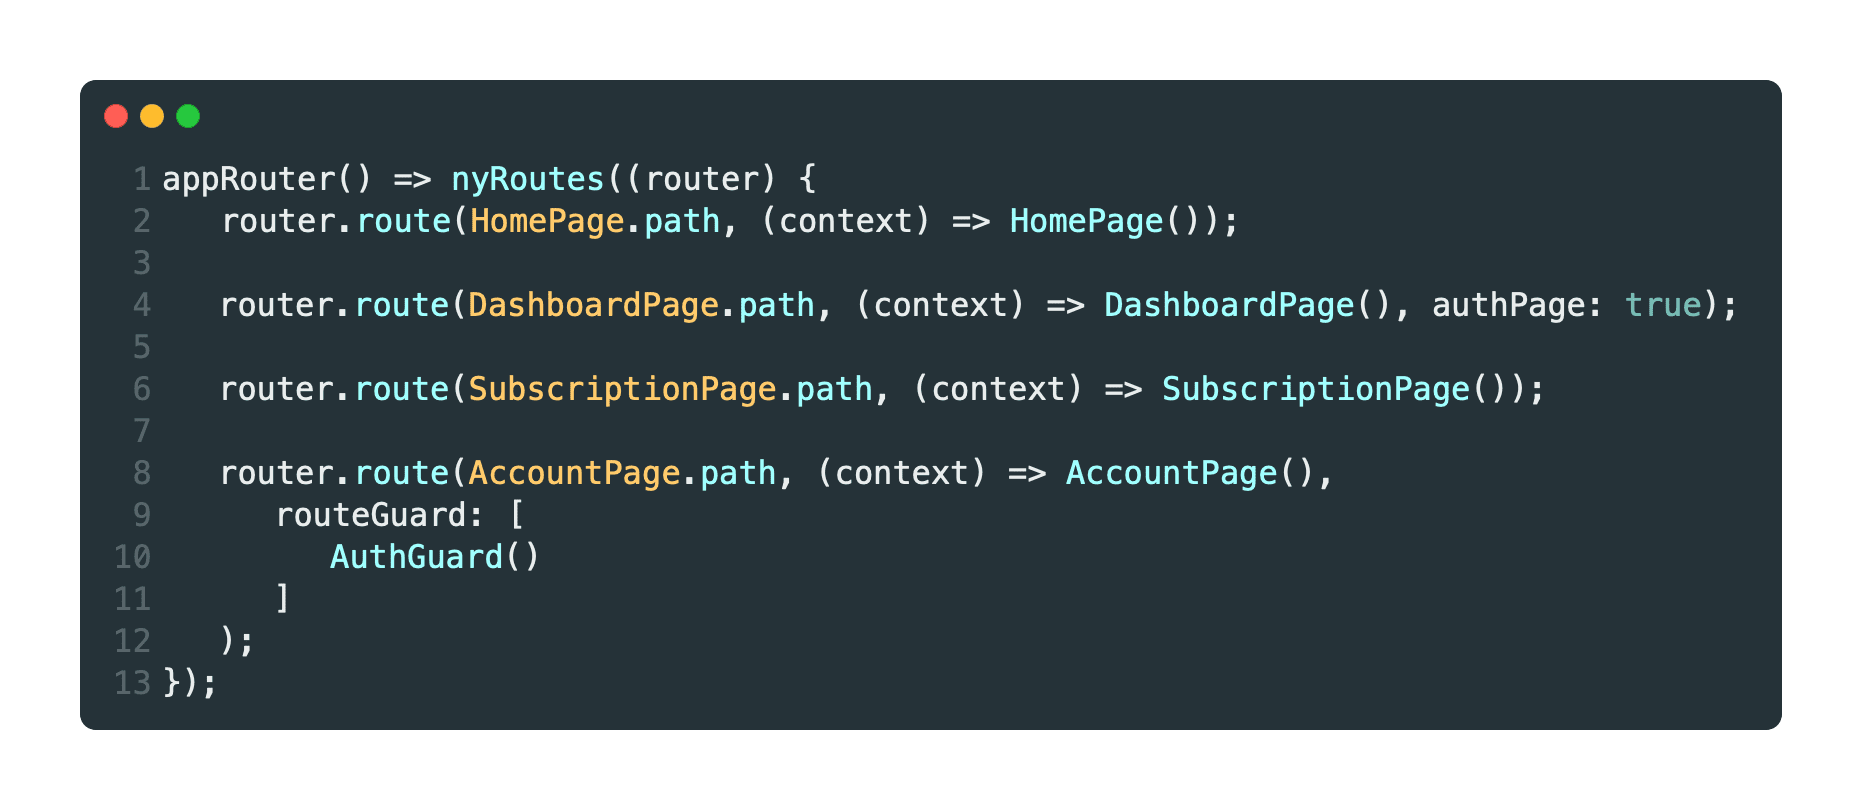 1 appRouter() => nyRoutes((router) {
2    router.route(HomePage.path, (context) => HomePage());
3
4    router.route(DashboardPage.path, (context) => DashboardPage(), authPage: true);
5
6    router.route(SubscriptionPage.path, (context) => SubscriptionPage());
7
8    router.route(AccountPage.path, (context) => AccountPage(),
9       routeGuard: [
10         AuthGuard()
11      ]
12   );
13 });